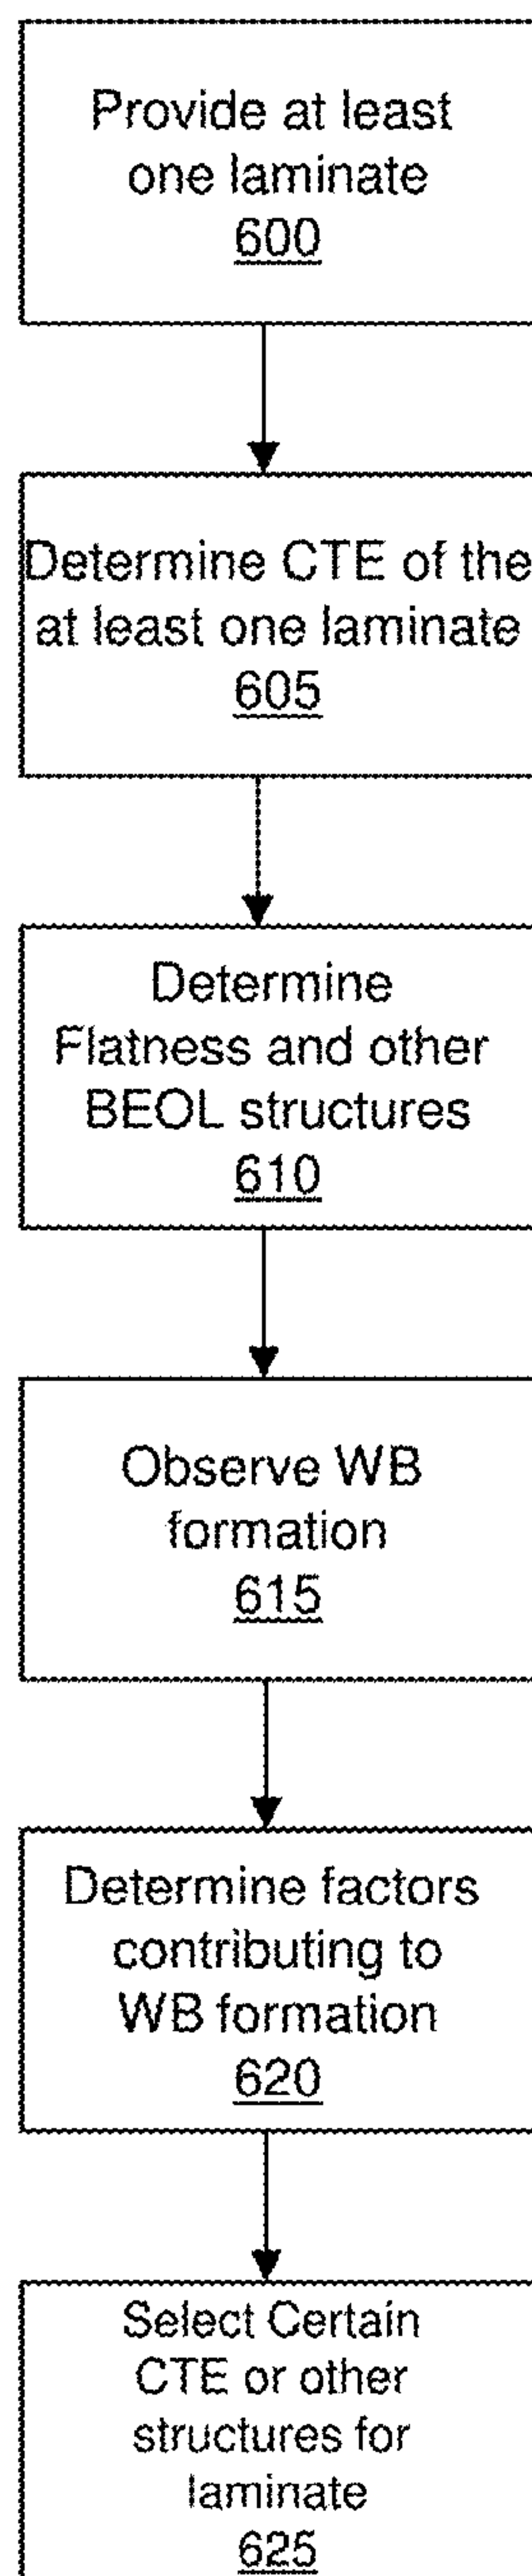 Provide at least
one laminate
600
Determine CTE of the
at least one laminate
605
Determine
Flatness and other
BEOL structures
610
Observe WB
formation
615
Determine factors
contributing to
WB formation
620
Select Certain
CTE or other
structures for
laminate
625